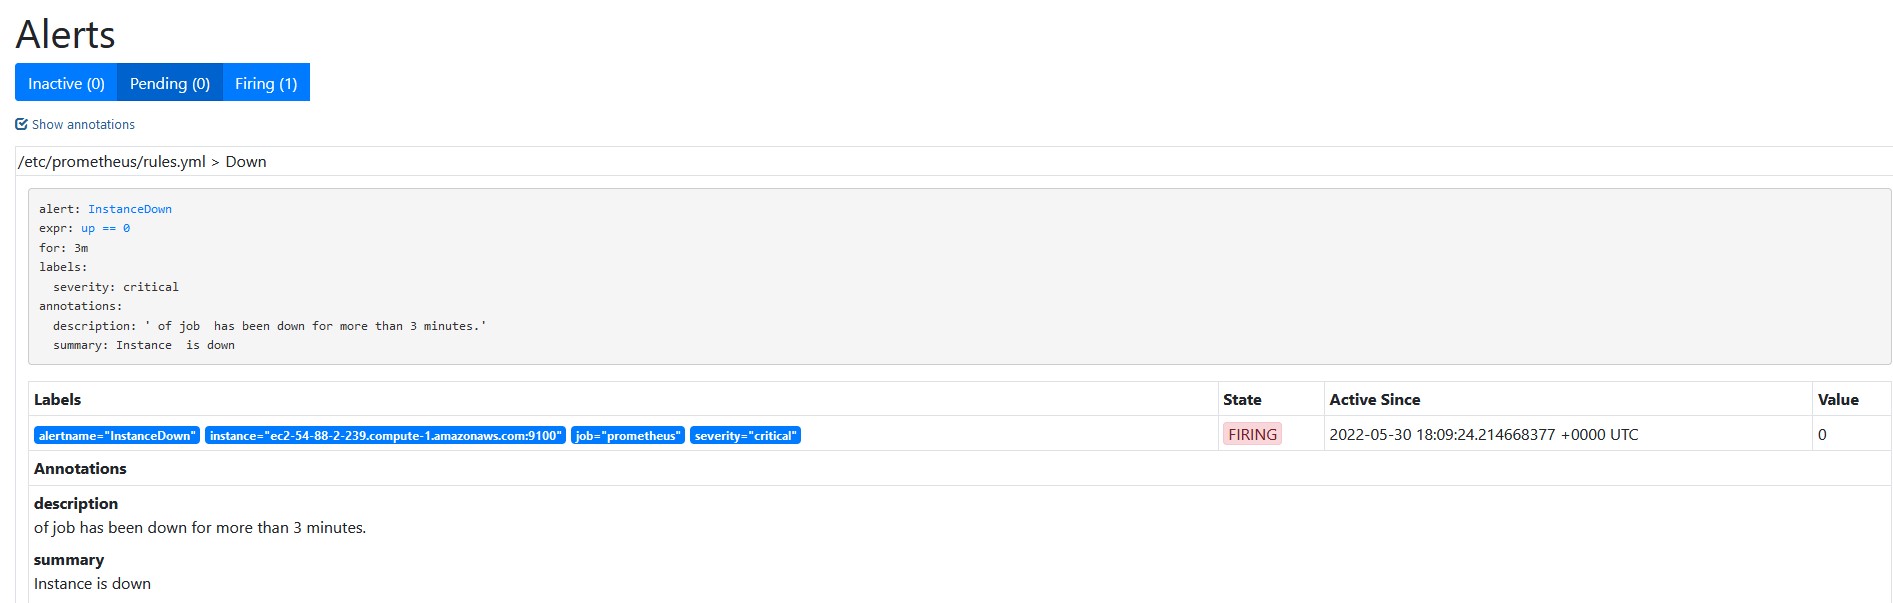 Alerts
Inactive (0) Pending (0) Firing (1)
Show annotations
/etc/prometheus/rules.yml > Down
alert: InstanceDown
expr: up == 0
for: 3m
labels:
  severity: critical
annotations:
  description: ' of job  has been down for more than 3 minutes.'
  summary: Instance  is down
Labels State Active Since Value
alertname="InstanceDown" instance="ec2-54-88-2-239.compute-1.amazonaws.com:9100" job="prometheus" severity="critical" FIRING 2022-05-30 18:09:24.214668377 +0000 UTC 0
Annotations
description
of job has been down for more than 3 minutes.
summary
Instance is down